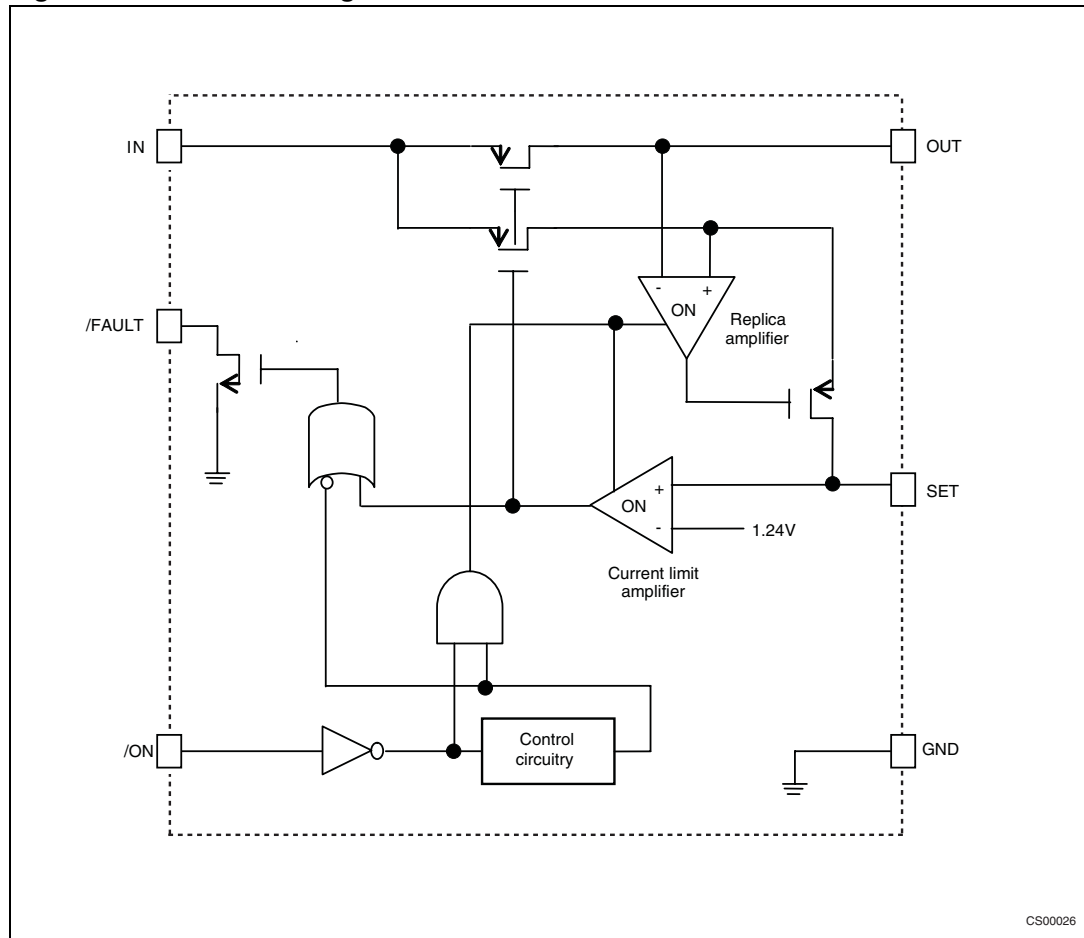 IN
OUT
- +
ON
Replica
amplifier
/FAULT
+
SET
ON
-
1.24V
Current limit
amplifier
/ON
Control
circuitry
GND
CS00026